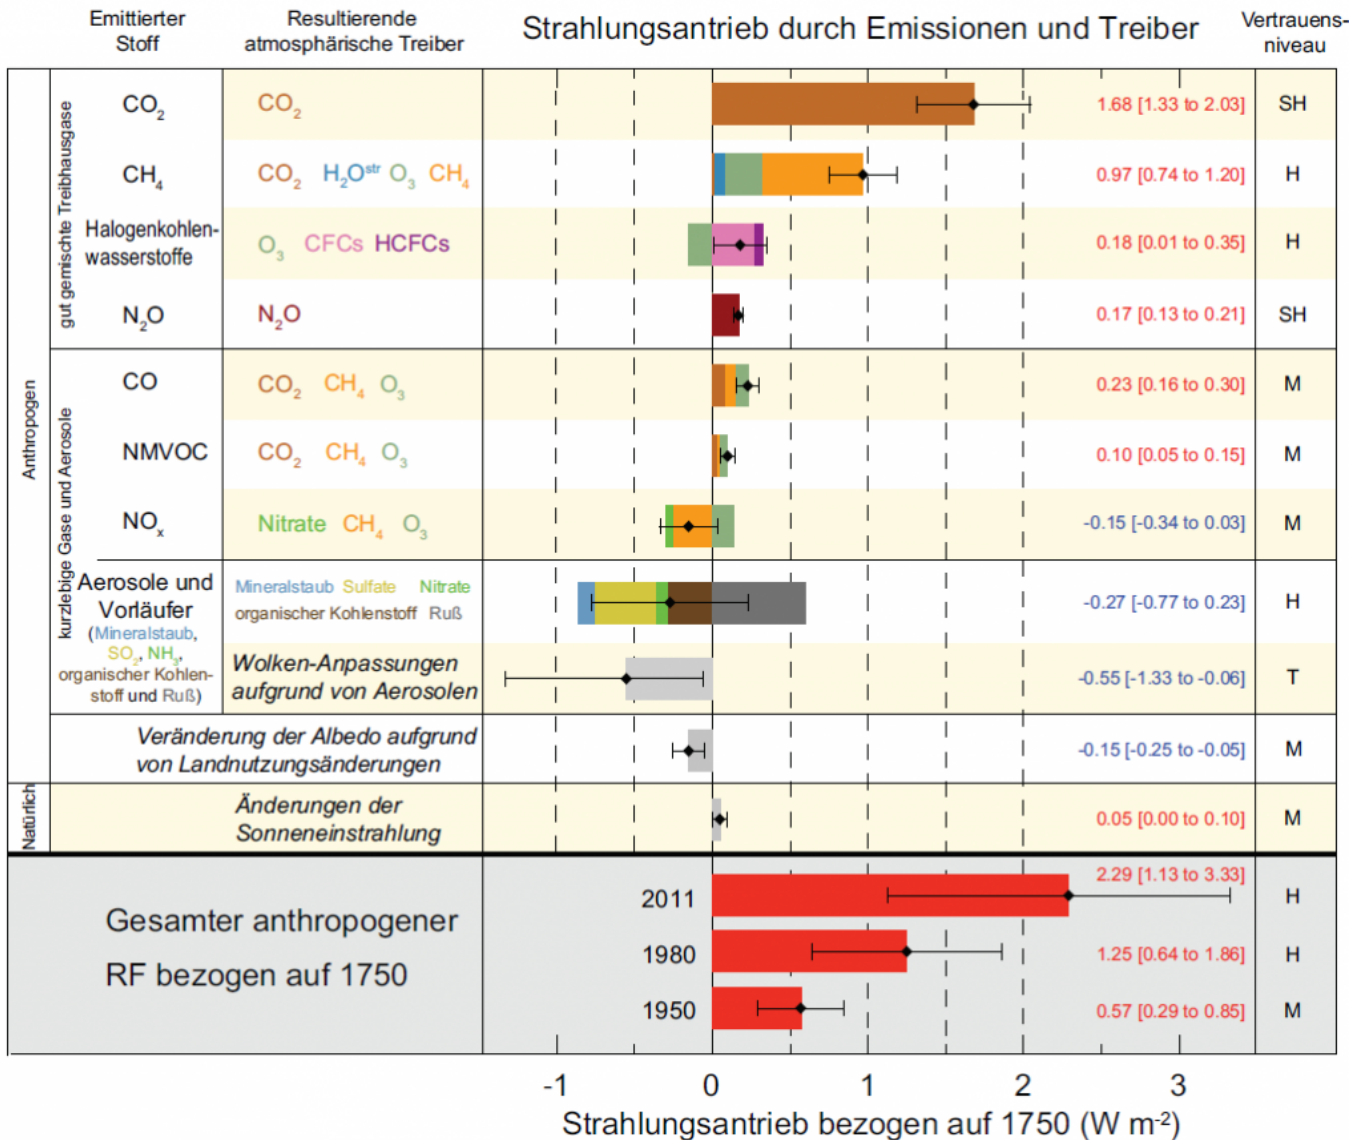 Emittierter
Stoff
Resultierende
atmosphärische Treiber
Strahlungsantrieb durch Emissionen und Treiber
Vertrauens-
niveau
Anthropogen
gut gemischte Treibhausgase
CO₂
CO₂
1.68 [1.33 to 2.03]
SH
CH₄
CO₂ H₂Oˢᵗʳ O₃ CH₄
0.97 [0.74 to 1.20]
H
Halogenkohlen-
wasserstoffe
O₃ CFCs HCFCs
0.18 [0.01 to 0.35]
H
N₂O
N₂O
0.17 [0.13 to 0.21]
SH
kurzlebige Gase und Aerosole
CO
CO₂ CH₄ O₃
0.23 [0.16 to 0.30]
M
NMVOC
CO₂ CH₄ O₃
0.10 [0.05 to 0.15]
M
NOₓ
Nitrate CH₄ O₃
-0.15 [-0.34 to 0.03]
M
Aerosole und
Vorläufer
(Mineralstaub,
SO₂, NH₃,
organischer Kohlen-
stoff und Ruß)
Mineralstaub Sulfate Nitrate
organischer Kohlenstoff Ruß
-0.27 [-0.77 to 0.23]
H
Wolken-Anpassungen
aufgrund von Aerosolen
-0.55 [-1.33 to -0.06]
T
Veränderung der Albedo aufgrund
von Landnutzungsänderungen
-0.15 [-0.25 to -0.05]
M
Natürlich
Änderungen der
Sonneneinstrahlung
0.05 [0.00 to 0.10]
M
Gesamter anthropogener
RF bezogen auf 1750
2011
2.29 [1.13 to 3.33]
H
1980
1.25 [0.64 to 1.86]
H
1950
0.57 [0.29 to 0.85]
M
-1 0 1 2 3
Strahlungsantrieb bezogen auf 1750 (W m⁻²)